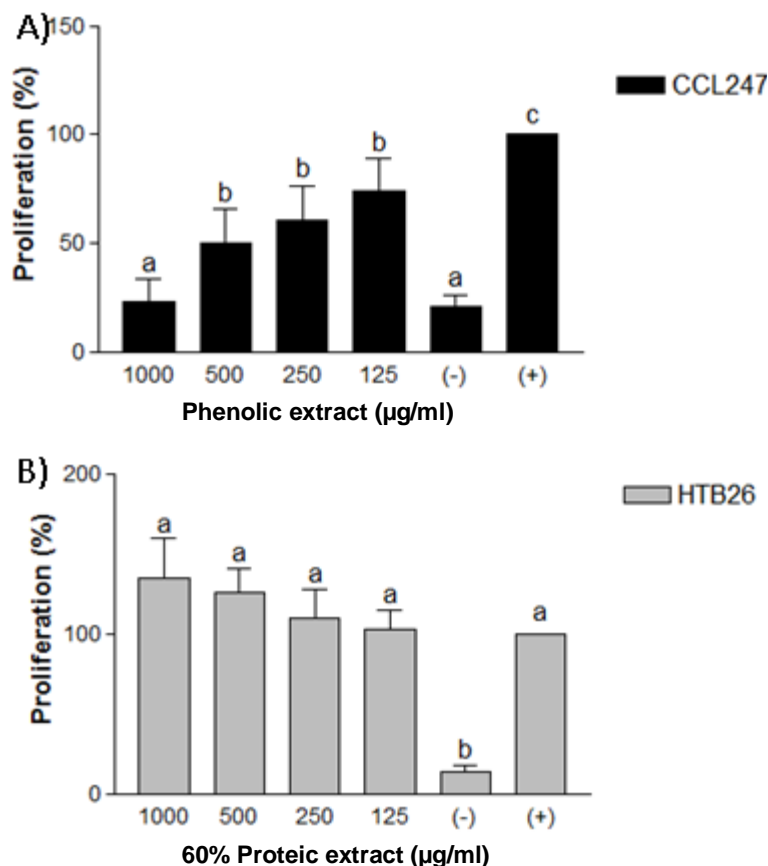 A)
150
CCL247
c
100
b
b
b
Proliferation (%)
50
a
a
0
1000 500 250 125 (-) (+)
Phenolic extract (µg/ml)
B)
200
HTB26
a
a
a
a
a
Proliferation (%)
100
b
0
1000 500 250 125 (-) (+)
60% Proteic extract (µg/ml)